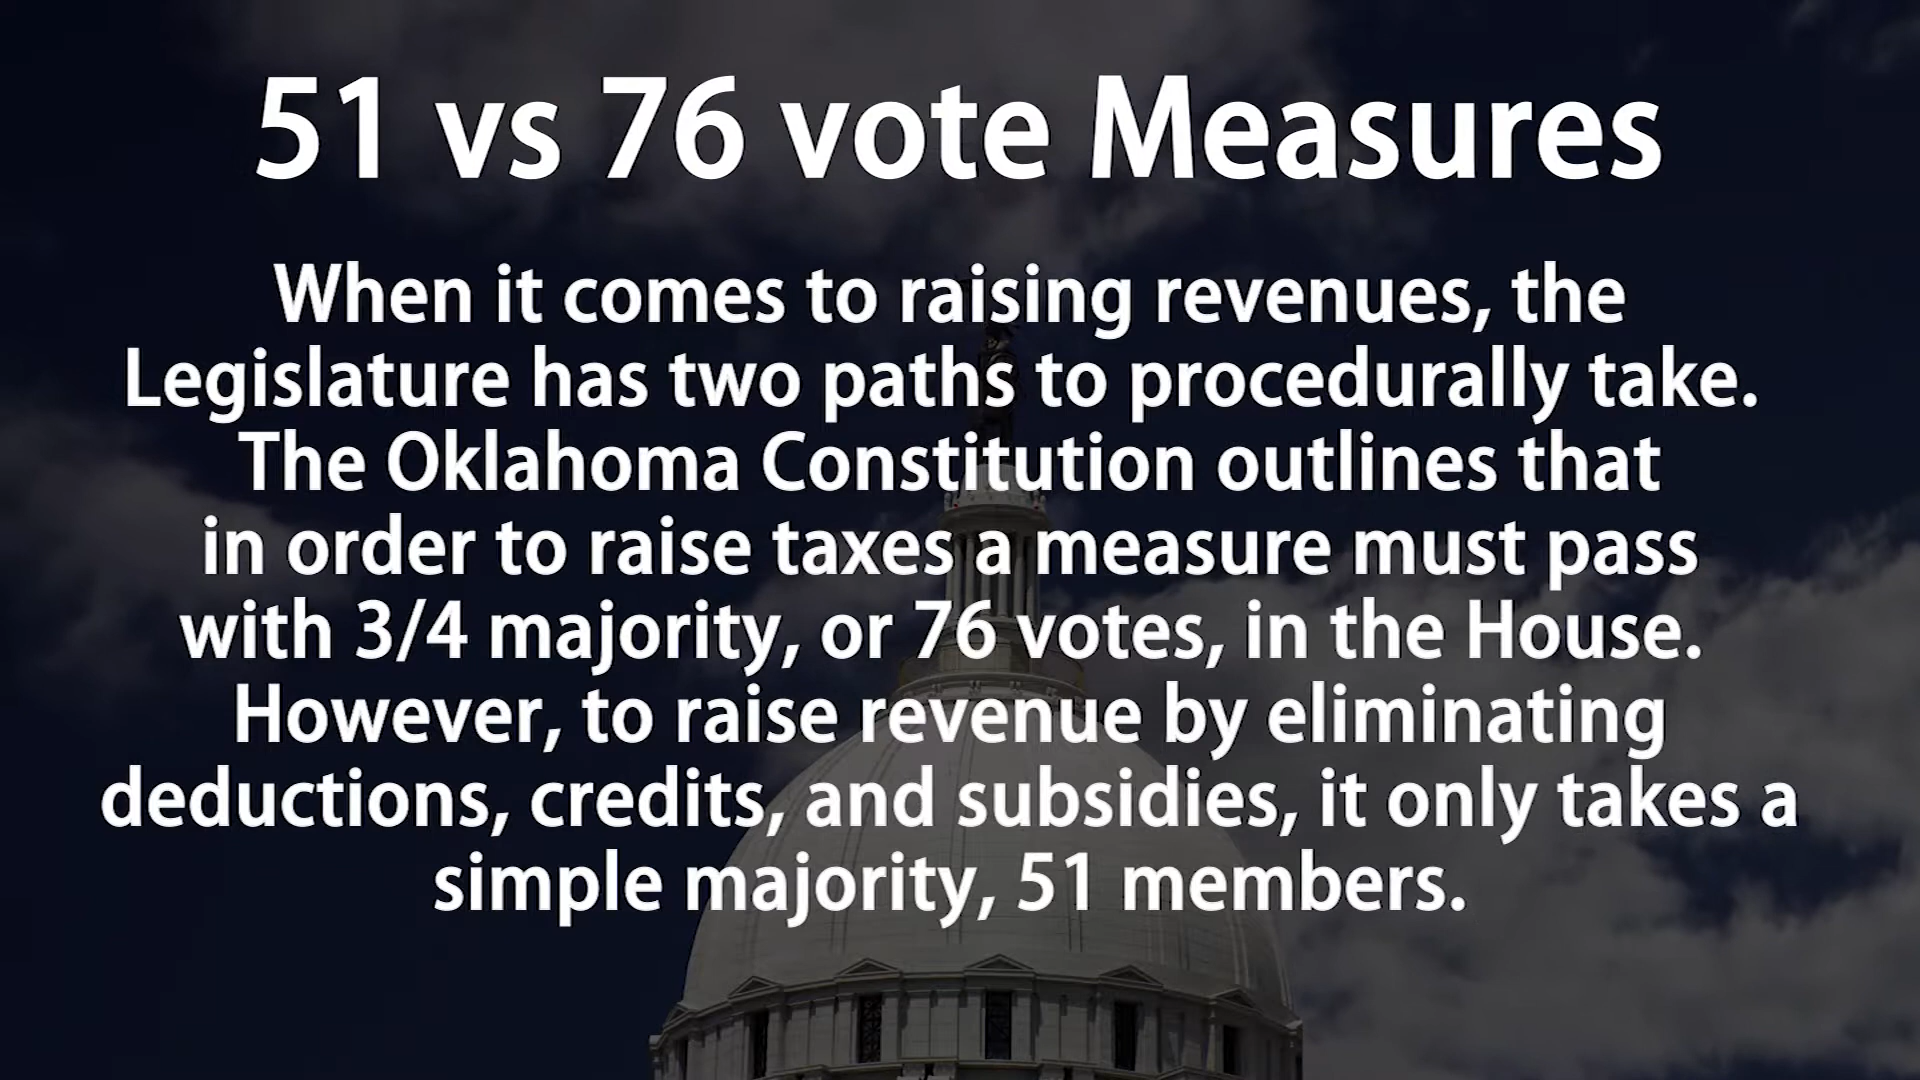 51 vs 76 vote Measures
When it comes to raising revenues, the
Legislature has two paths to procedurally take.
The Oklahoma Constitution outlines that
in order to raise taxes a measure must pass
with 3/4 majority, or 76 votes, in the House.
However, to raise revenue by eliminating
deductions, credits, and subsidies, it only takes a
simple majority, 51 members.